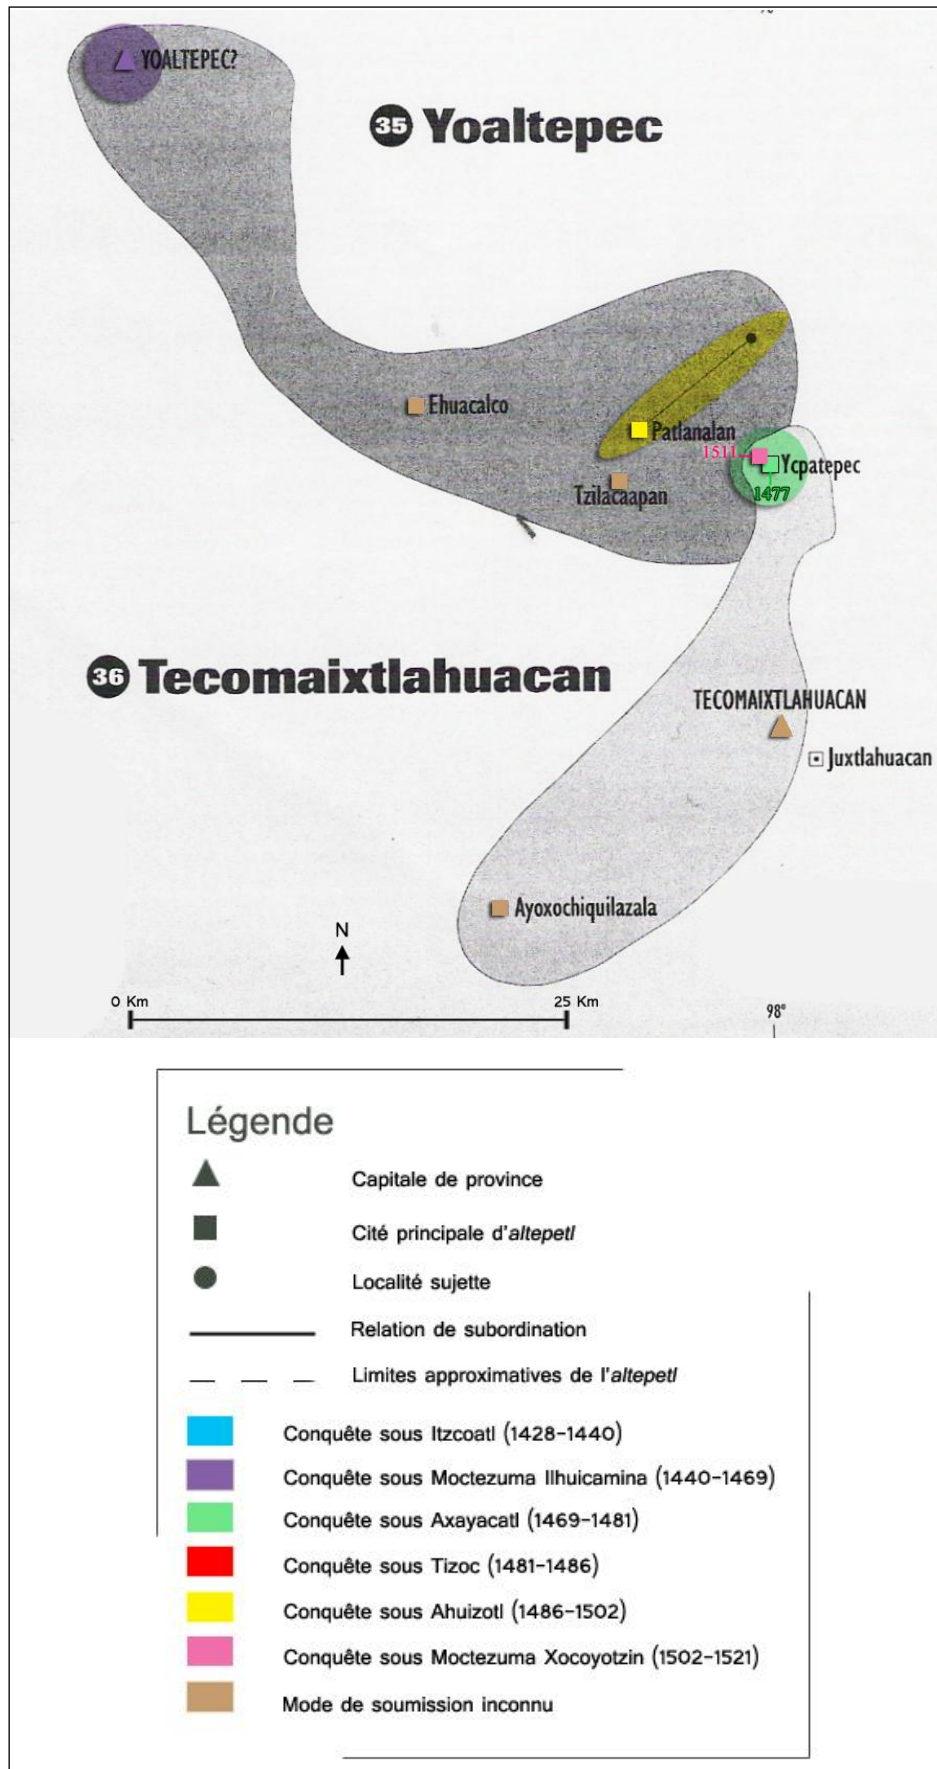 YOALTEPEC?
35 Yoaltepec
Ehuacalco
Patlanalan
1511
Ycpatepec
Tzilacaapan
1477
36 Tecomaixtlahuacan
TECOMAIXTLAHUACAN
Juxtlahuacan
Ayoxochiquilazala
N
0 Km
25 Km
98°
Légende
Capitale de province
Cité principale d'altepetl
Localité sujette
Relation de subordination
Limites approximatives de l'altepetl
Conquête sous Itzcoatl (1428-1440)
Conquête sous Moctezuma Ilhuicamina (1440-1469)
Conquête sous Axayacatl (1469-1481)
Conquête sous Tizoc (1481-1486)
Conquête sous Ahuizotl (1486-1502)
Conquête sous Moctezuma Xocoyotzin (1502-1521)
Mode de soumission inconnu